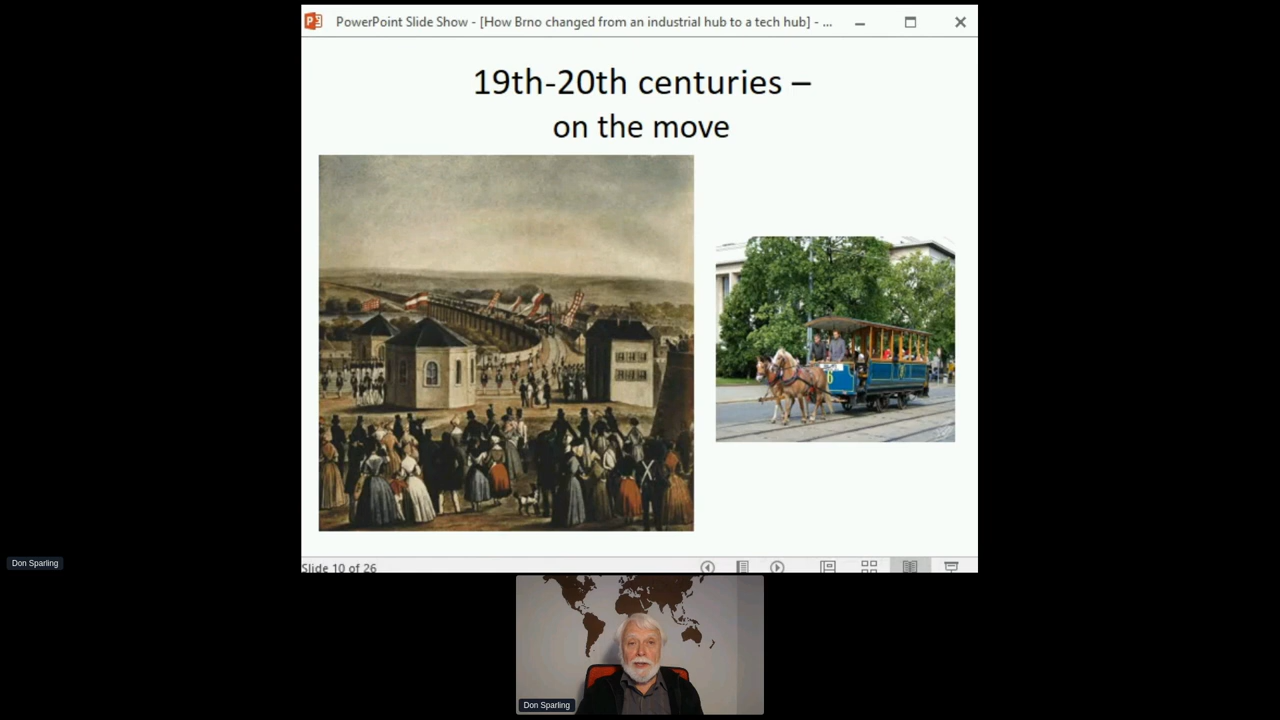 PowerPoint Slide Show - [How Brno changed from an industrial hub to a tech hub] - ...
19th-20th centuries –
on the move
6
Slide 10 of 26
Don Sparling
Don Sparling